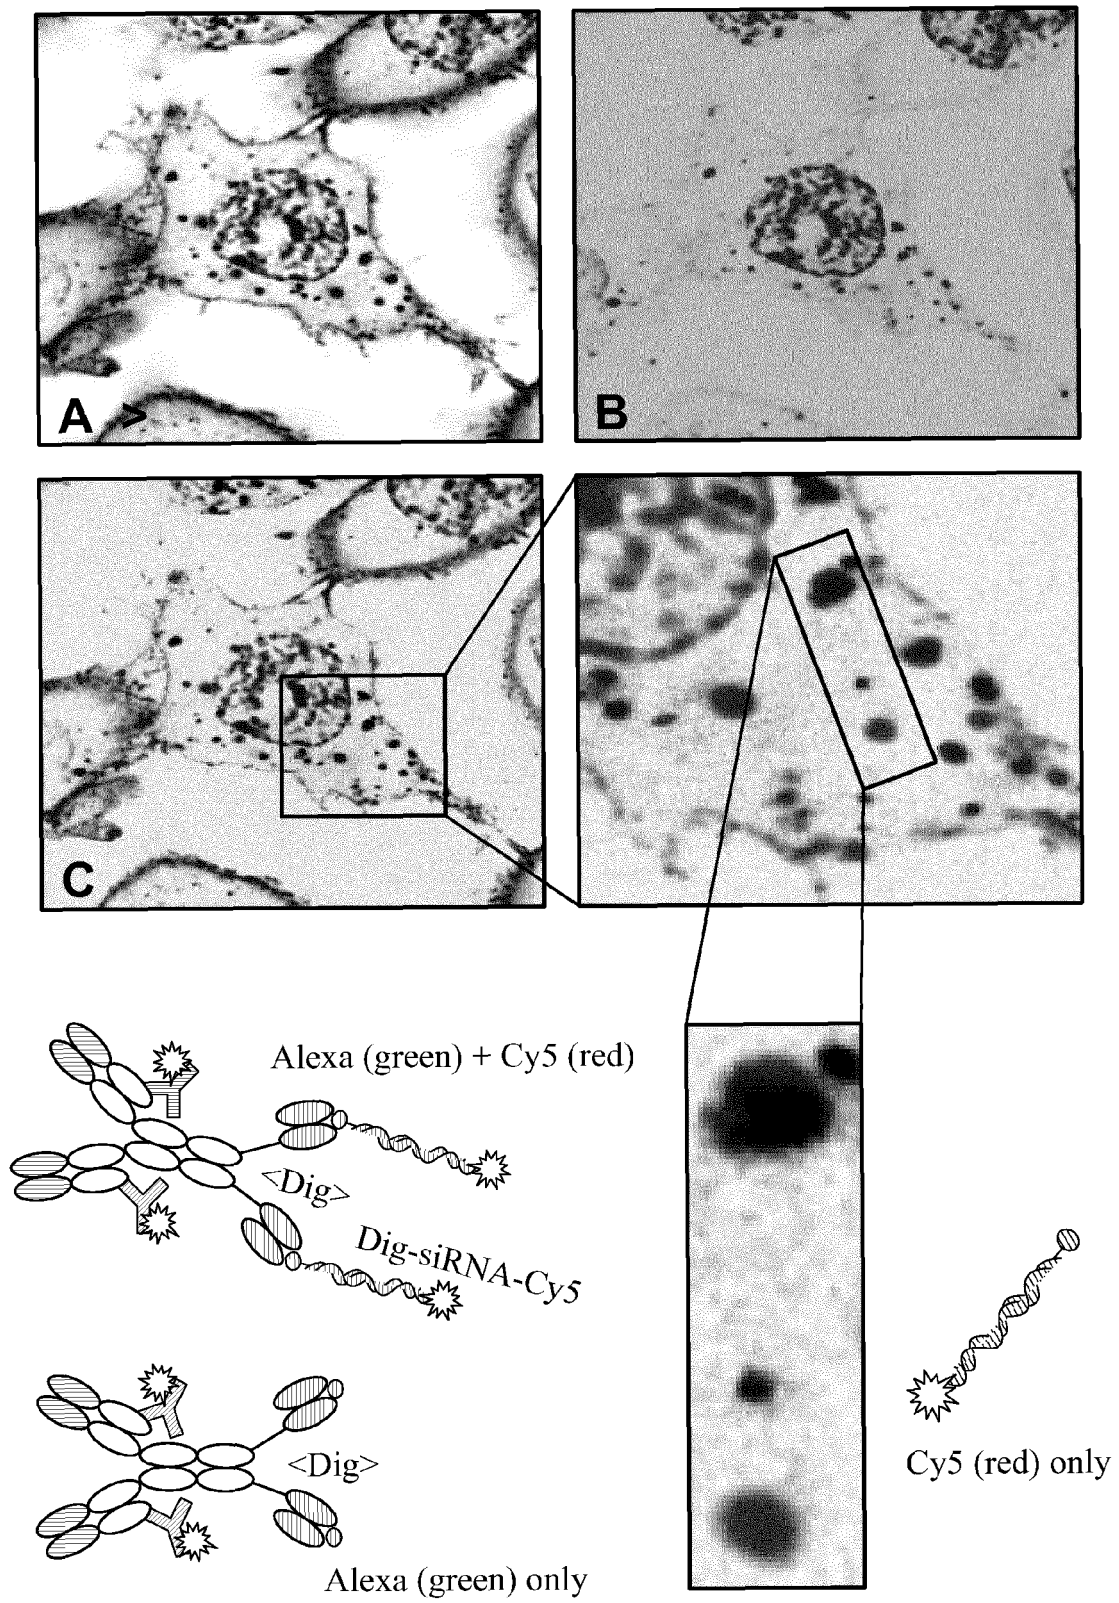 A >
B
C
Alexa (green) + Cy5 (red)
<Dig>
Dig-siRNA-Cy5
<Dig>
Cy5 (red) only
Alexa (green) only